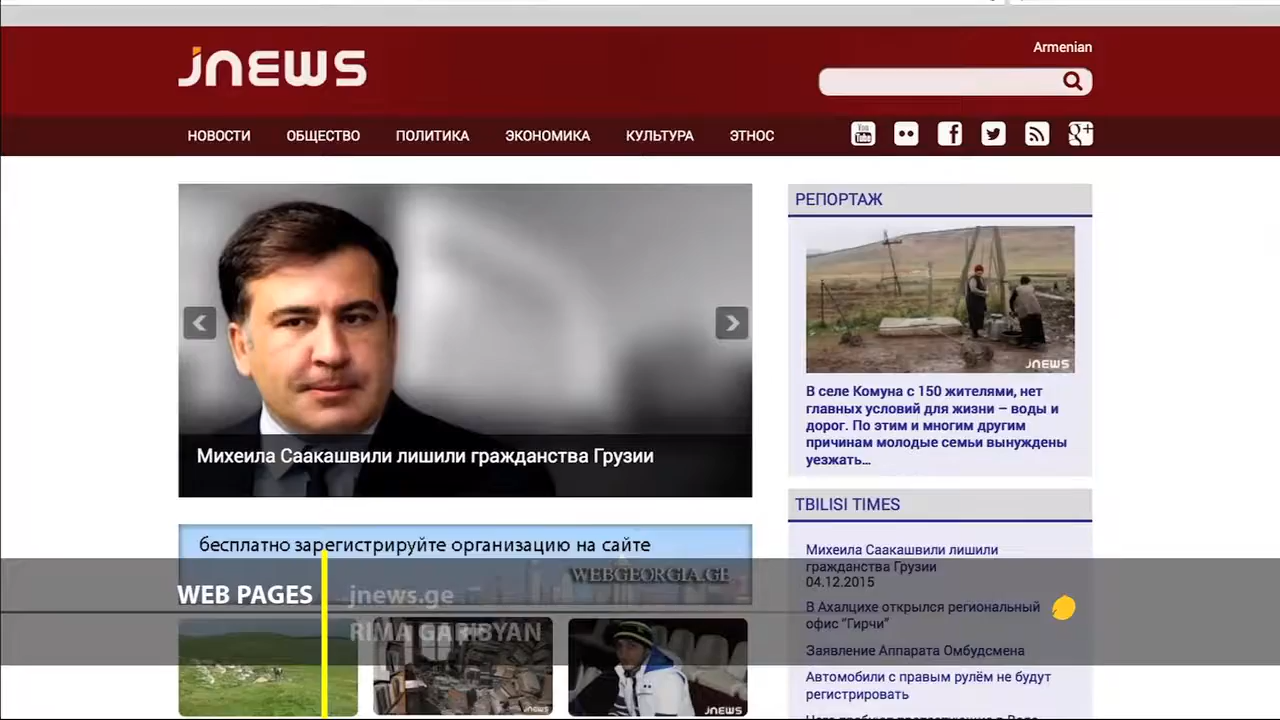 JNEWS
Armenian
НОВОСТИ ОБЩЕСТВО ПОЛИТИКА ЭКОНОМИКА КУЛЬТУРА ЭТНОС
You Tube
Михеила Саакашвили лишили гражданства Грузии
бесплатно зарегистрируйте организацию на сайте
WEBGEORGIA.GE
WEB PAGES
jnews.ge
RIMA GARIBYAN
JNEWS
JNEWS
РЕПОРТАЖ
JNEWS
В селе Комуна с 150 жителями, нет
главных условий для жизни – воды и
дорог. По этим и многим другим
причинам молодые семьи вынуждены
уезжать...
TBILISI TIMES
Михеила Саакашвили лишили
гражданства Грузии
04.12.2015
В Ахалцихе открылся региональный
офис “Гирчи”
Заявление Аппарата Омбудсмена
Автомобили с правым рулём не будут
регистрировать